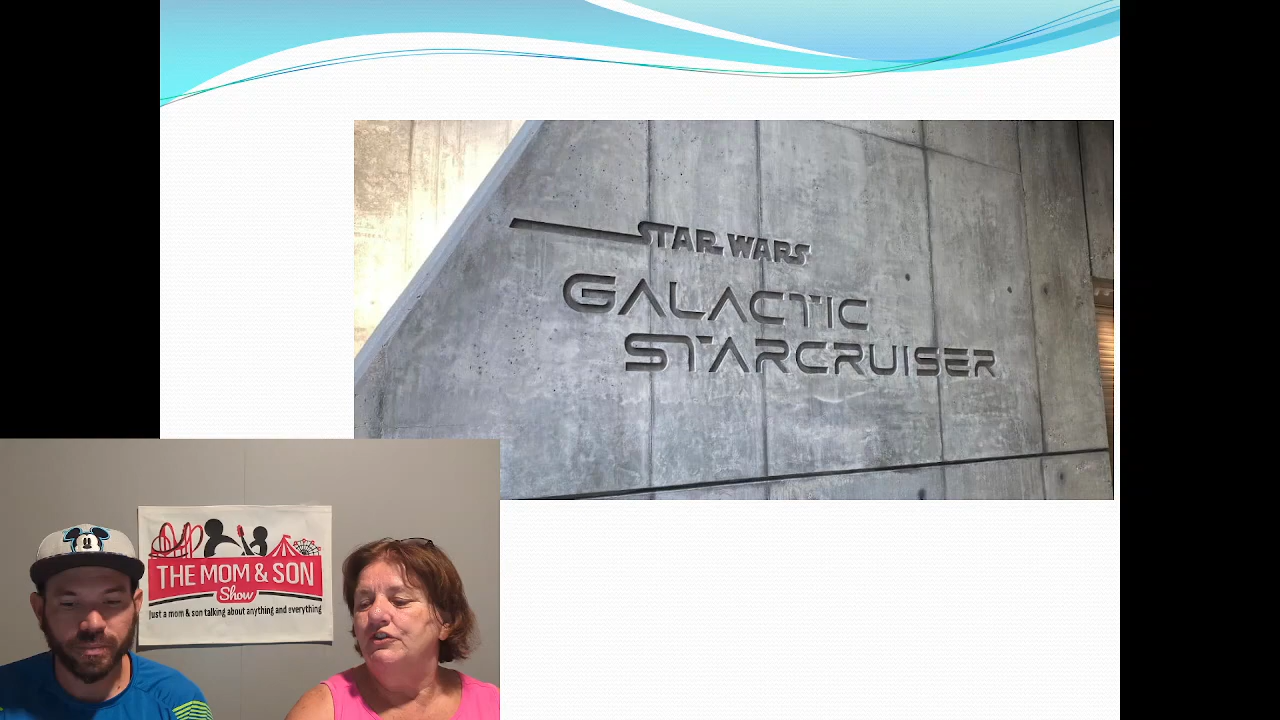 STAR WARS
GALACTIC
STARCRUISER
THE MOM & SON
Show
Just a mom & son talking about anything and everything